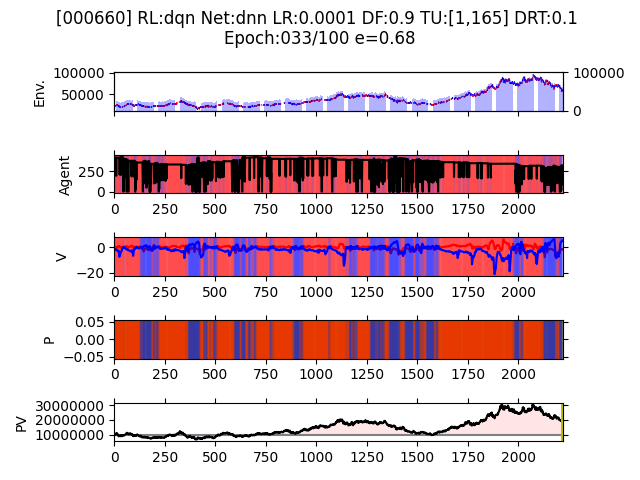 [000660] RL:dqn Net:dnn LR:0.0001 DF:0.9 TU:[1,165] DRT:0.1
Epoch:033/100 e=0.68
100000 100000
Env. 50000
0
Agent 250
0
0 250 500 750 1000 1250 1500 1750 2000
V 0
−20
0 250 500 750 1000 1250 1500 1750 2000
0.05
P 0.00
−0.05
0 250 500 750 1000 1250 1500 1750 2000
30000000
PV 20000000
10000000
0 250 500 750 1000 1250 1500 1750 2000